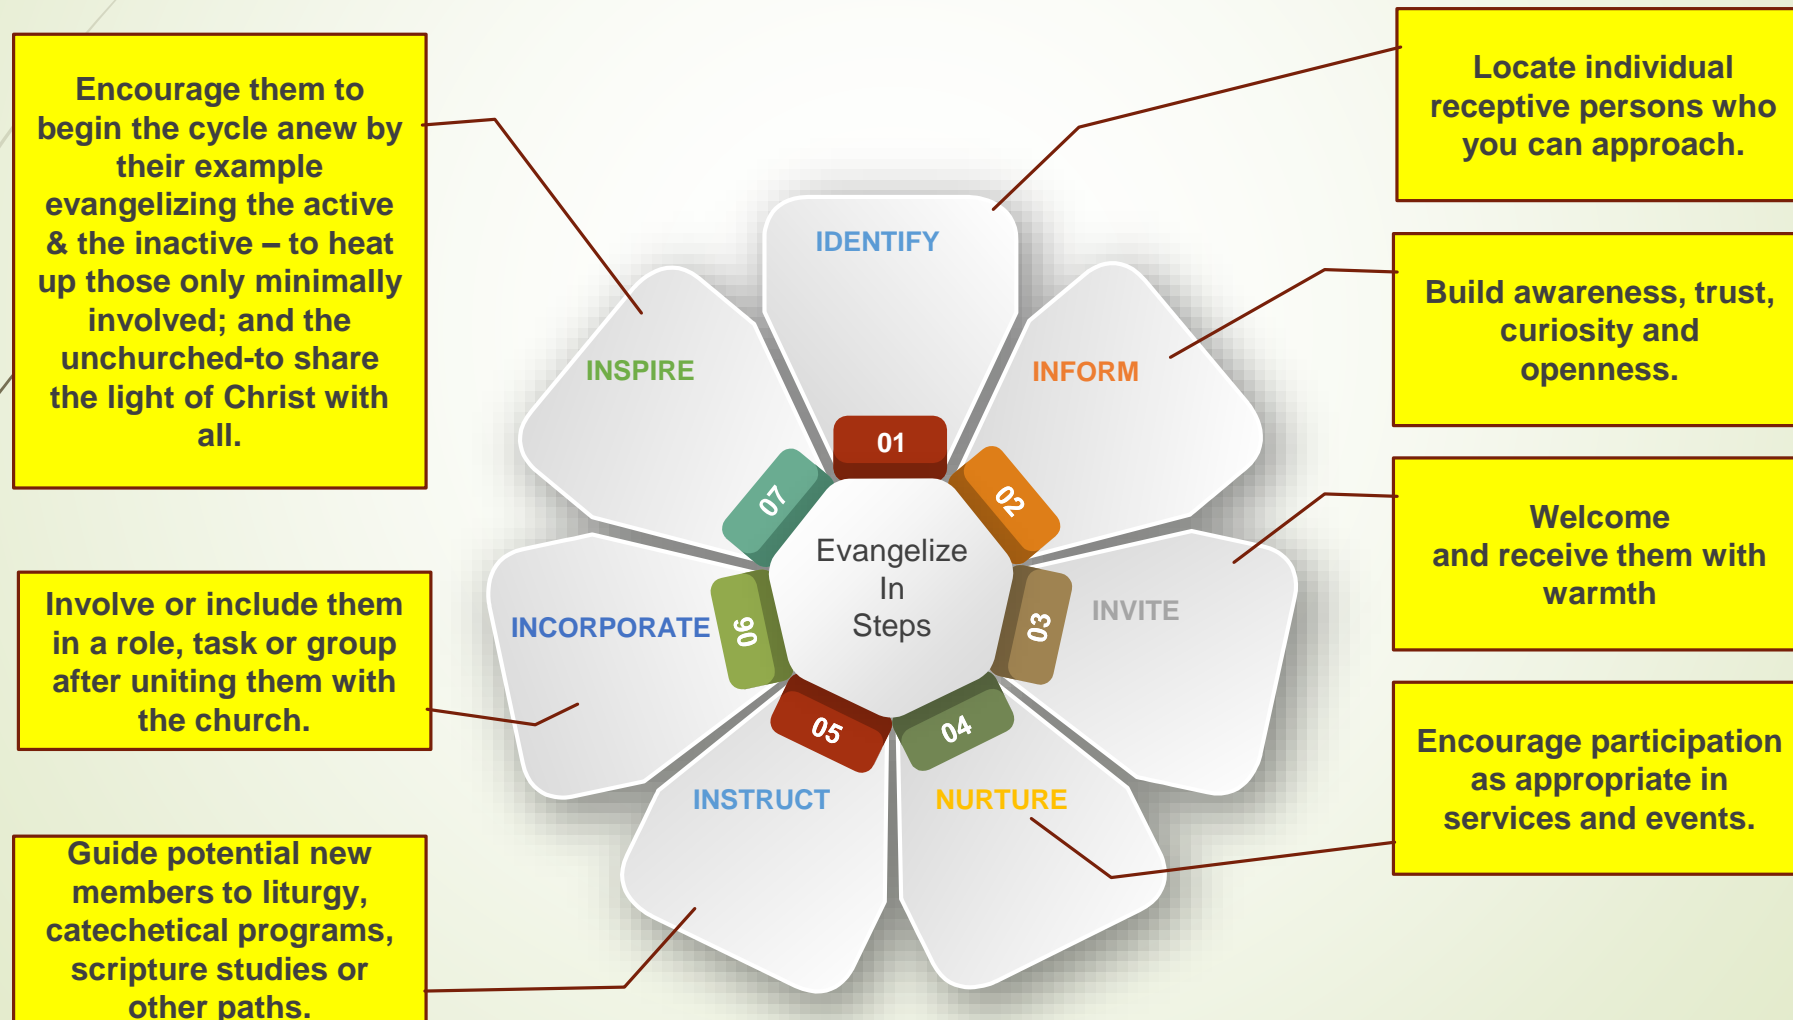 Evangelize
In
Steps
01
IDENTIFY
Locate individual
receptive persons who
you can approach.
02
INFORM
Build awareness, trust,
curiosity and
openness.
03
INVITE
Welcome
and receive them with
warmth
04
NURTURE
Encourage participation
as appropriate in
services and events.
05
INSTRUCT
Guide potential new
members to liturgy,
catechetical programs,
scripture studies or
other paths.
06
INCORPORATE
Involve or include them
in a role, task or group
after uniting them with
the church.
07
INSPIRE
Encourage them to
begin the cycle anew by
their example
evangelizing the active
& the inactive – to heat
up those only minimally
involved; and the
unchurched-to share
the light of Christ with
all.